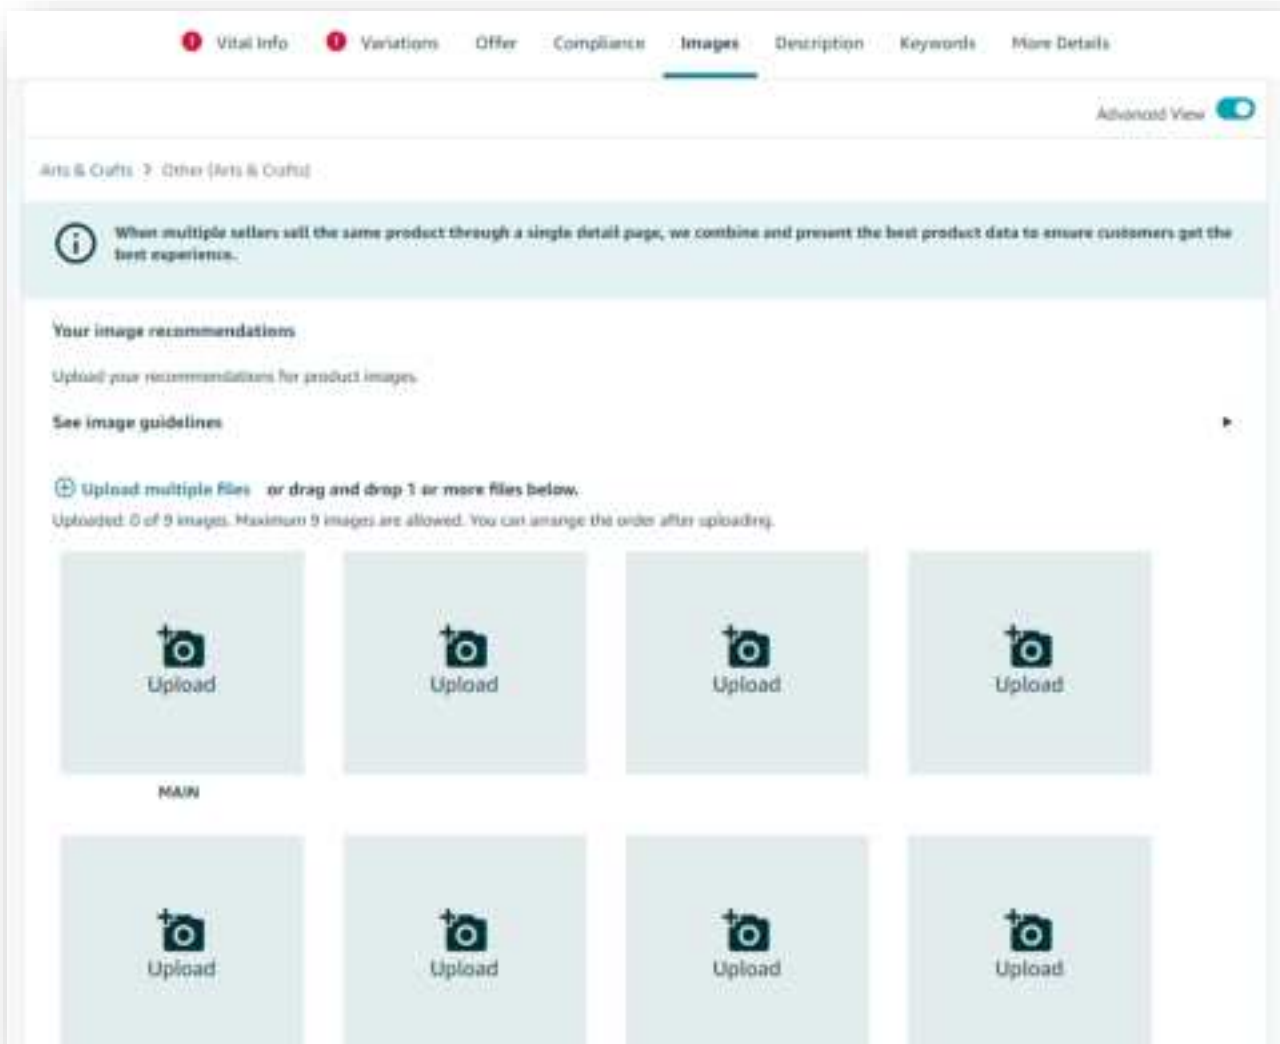 Vital Info
Variations
Offer
Compliance
Images
Description
Keywords
More Details
Advanced View
Arts & Crafts > Other (Arts & Crafts)
When multiple sellers sell the same product through a single detail page, we combine and present the best product data to ensure customers get the
best experience.
Your image recommendations
Upload your recommendations for product images.
See image guidelines
Upload multiple files or drag and drop 1 or more files below.
Uploaded: 0 of 9 images. Maximum 9 images are allowed. You can arrange the order after uploading.
Upload
Upload
Upload
Upload
MAIN
Upload
Upload
Upload
Upload